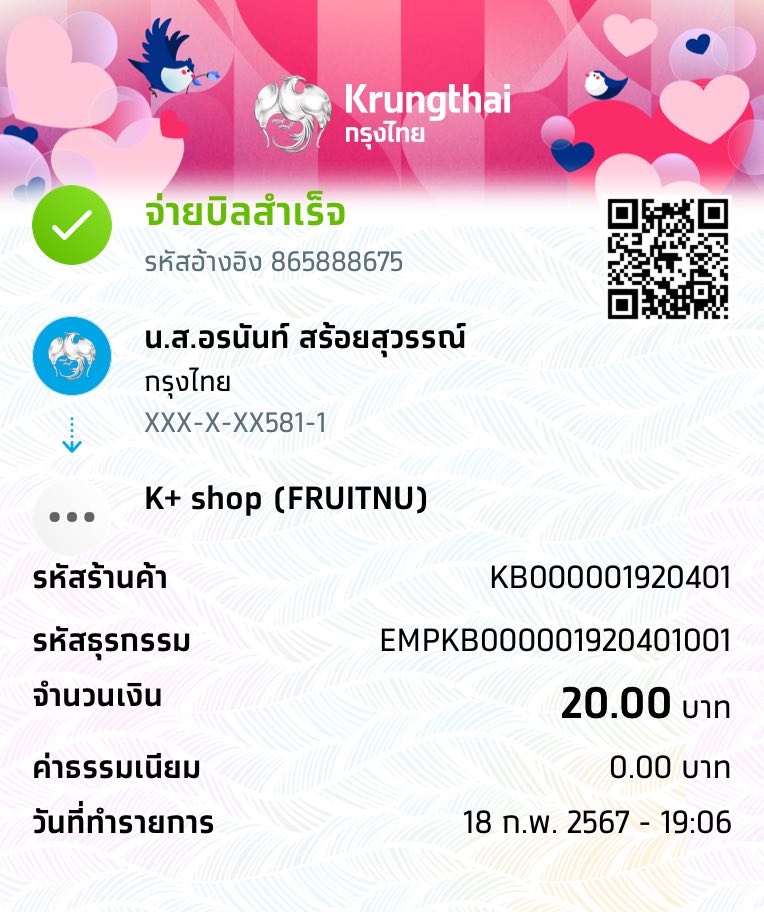 Krungthai
กรุงไทย
จ่ายบิลสำเร็จ
รหัสอ้างอิง 865888675
น.ส.อรนันท์ สร้อยสุวรรณ์
กรุงไทย
XXX-X-XX581-1
K+ shop (FRUITNU)
รหัสร้านค้า KB000001920401
รหัสธุรกรรม EMPKB000001920401001
จำนวนเงิน 20.00 บาท
ค่าธรรมเนียม 0.00 บาท
วันที่ทำรายการ 18 ก.พ. 2567 - 19:06